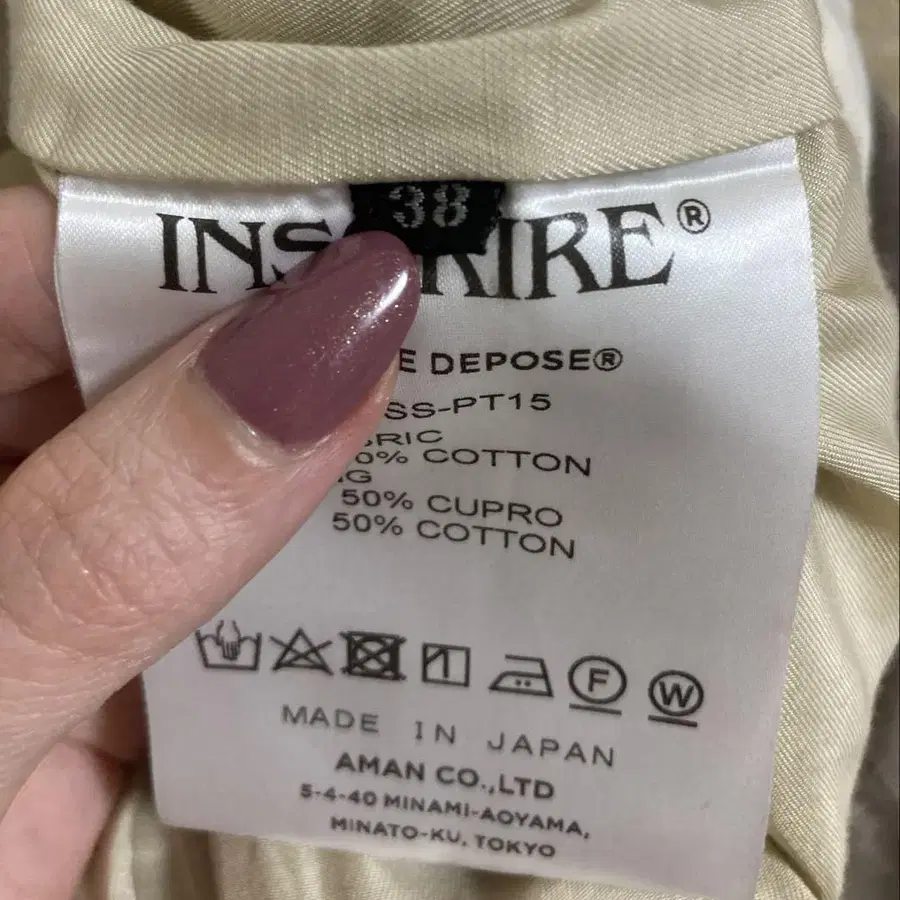 38
INS RIRE®
E DEPOSE®
SS-PT15
BRIC
0% COTTON
G
50% CUPRO
50% COTTON
F W
MADE IN JAPAN
AMAN CO.,LTD
5-4-40 MINAMI-AOYAMA,
MINATO-KU, TOKYO